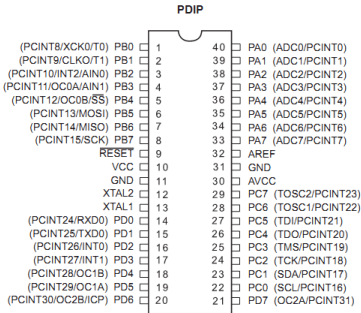 PDIP
(PCINT8/XCK0/T0) PB0 1 40 PA0 (ADC0/PCINT0)
(PCINT9/CLKO/T1) PB1 2 39 PA1 (ADC1/PCINT1)
(PCINT10/INT2/AIN0) PB2 3 38 PA2 (ADC2/PCINT2)
(PCINT11/OC0A/AIN1) PB3 4 37 PA3 (ADC3/PCINT3)
(PCINT12/OC0B/SS) PB4 5 36 PA4 (ADC4/PCINT4)
(PCINT13/MOSI) PB5 6 35 PA5 (ADC5/PCINT5)
(PCINT14/MISO) PB6 7 34 PA6 (ADC6/PCINT6)
(PCINT15/SCK) PB7 8 33 PA7 (ADC7/PCINT7)
RESET 9 32 AREF
VCC 10 31 GND
GND 11 30 AVCC
XTAL2 12 29 PC7 (TOSC2/PCINT23)
XTAL1 13 28 PC6 (TOSC1/PCINT22)
(PCINT24/RXD0) PD0 14 27 PC5 (TDI/PCINT21)
(PCINT25/TXD0) PD1 15 26 PC4 (TDO/PCINT20)
(PCINT26/INT0) PD2 16 25 PC3 (TMS/PCINT19)
(PCINT27/INT1) PD3 17 24 PC2 (TCK/PCINT18)
(PCINT28/OC1B) PD4 18 23 PC1 (SDA/PCINT17)
(PCINT29/OC1A) PD5 19 22 PC0 (SCL/PCINT16)
(PCINT30/OC2B/ICP) PD6 20 21 PD7 (OC2A/PCINT31)